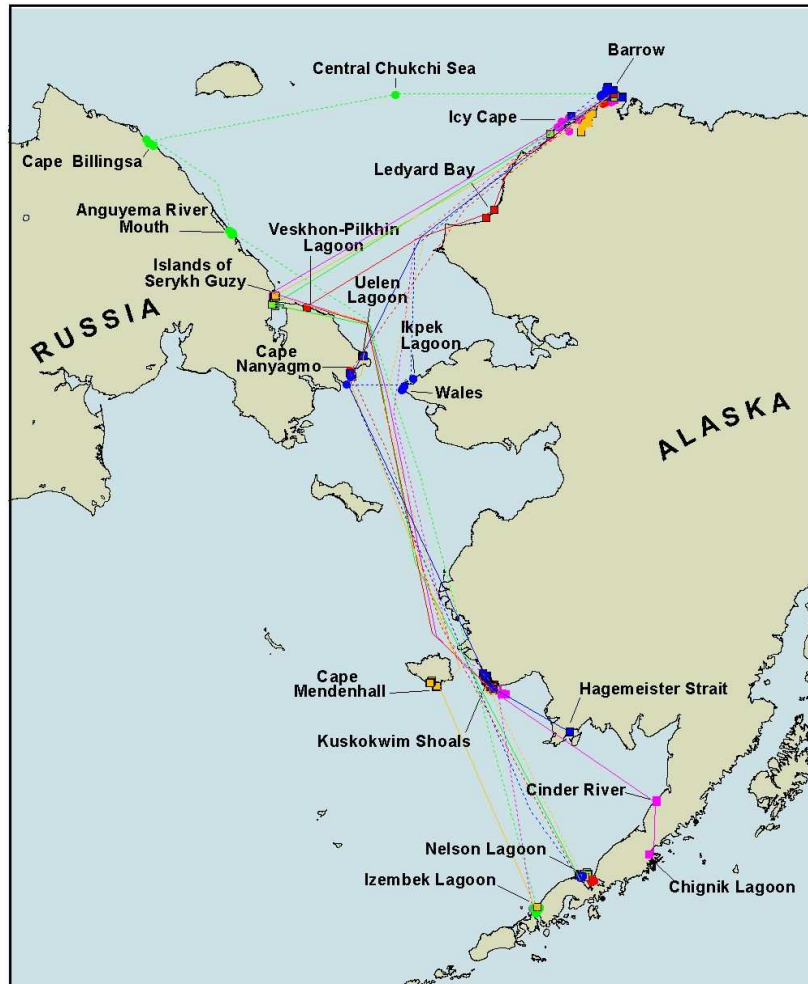 Central Chukchi Sea
Barrow
Icy Cape
Cape Billingsa
Ledyard Bay
Anguyema River
Mouth
Veskhon-Pilkhin
Lagoon
Islands of
Serykh Guzy
Uelen
Lagoon
RUSSIA
Ikpek
Lagoon
Cape
Nanyagmo
Wales
ALASKA
Cape
Mendenhall
Hagemeister Strait
Kuskokwim Shoals
Cinder River
Nelson Lagoon
Izembek Lagoon
Chignik Lagoon